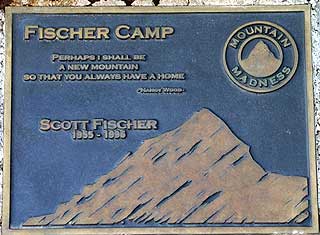 FISCHER CAMP
PERHAPS I SHALL BE
A NEW MOUNTAIN
SO THAT YOU ALWAYS HAVE A HOME
-NANCY WOOD-
SCOTT FISCHER
1955 - 1996
MOUNTAIN
MADNESS